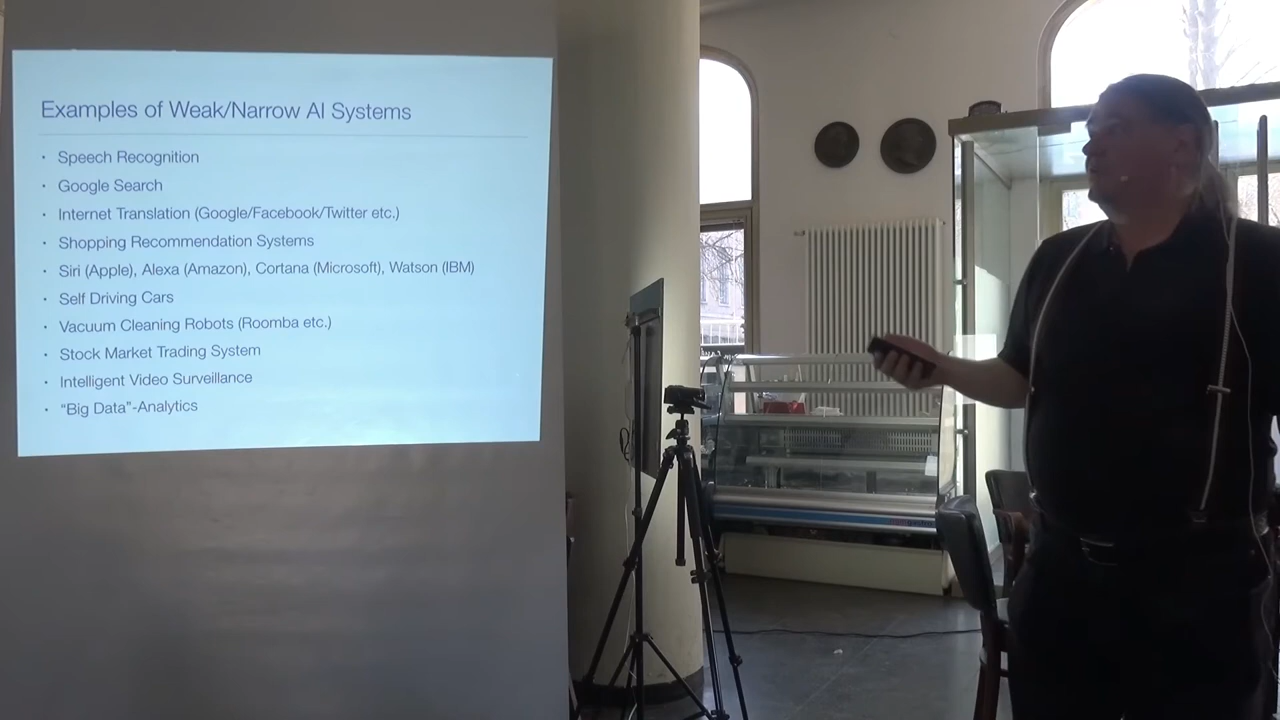 Examples of Weak/Narrow AI Systems
• Speech Recognition
• Google Search
• Internet Translation (Google/Facebook/Twitter etc.)
• Shopping Recommendation Systems
• Siri (Apple), Alexa (Amazon), Cortana (Microsoft), Watson (IBM)
• Self Driving Cars
• Vacuum Cleaning Robots (Roomba etc.)
• Stock Market Trading System
• Intelligent Video Surveillance
• "Big Data"-Analytics